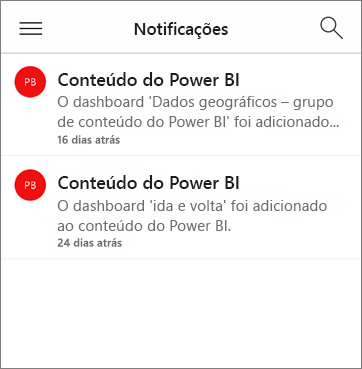 Notificações
PB
Conteúdo do Power BI
O dashboard 'Dados geográficos – grupo
de conteúdo do Power BI' foi adicionado...
16 dias atrás
PB
Conteúdo do Power BI
O dashboard 'ida e volta' foi adicionado
ao conteúdo do Power BI.
24 dias atrás